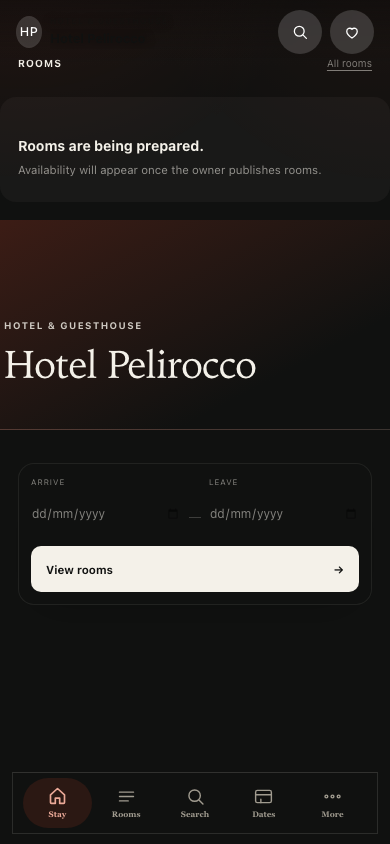 HP
ROOMS
All rooms
Rooms are being prepared.
Availability will appear once the owner publishes rooms.
HOTEL & GUESTHOUSE
Hotel Pelirocco
ARRIVE
LEAVE
dd/mm/yyyy
—
dd/mm/yyyy
View rooms →
Stay
Rooms
Search
Dates
More